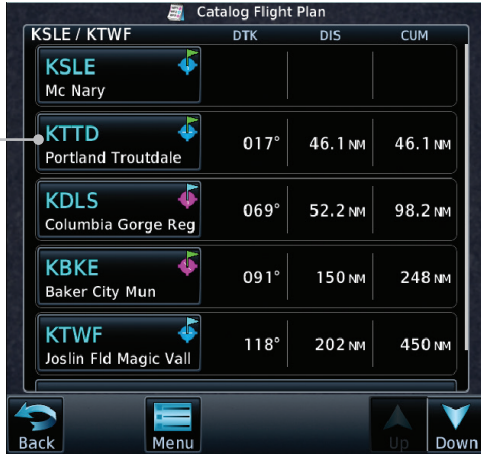 Catalog Flight Plan
KSLE / KTWF DTK DIS CUM
KSLE
Mc Nary
KTTD
Portland Troutdale
017° 46.1 NM 46.1 NM
KDLS
Columbia Gorge Reg
069° 52.2 NM 98.2 NM
KBKE
Baker City Mun
091° 150 NM 248 NM
KTWF
Joslin Fld Magic Vall
118° 202 NM 450 NM
Back Menu Up Down